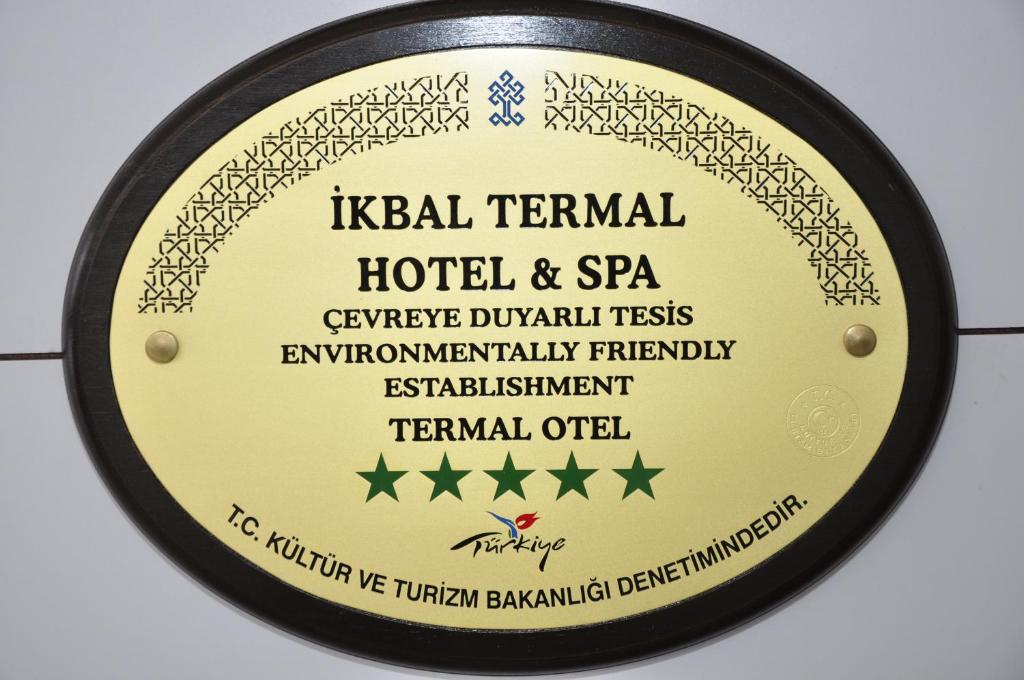 İKBAL TERMAL
HOTEL & SPA
ÇEVREYE DUYARLI TESİS
ENVIRONMENTALLY FRIENDLY
ESTABLISHMENT
TERMAL OTEL
Türkiye
T.C. KÜLTÜR VE TURİZM BAKANLIĞI DENETİMİNDEDİR.